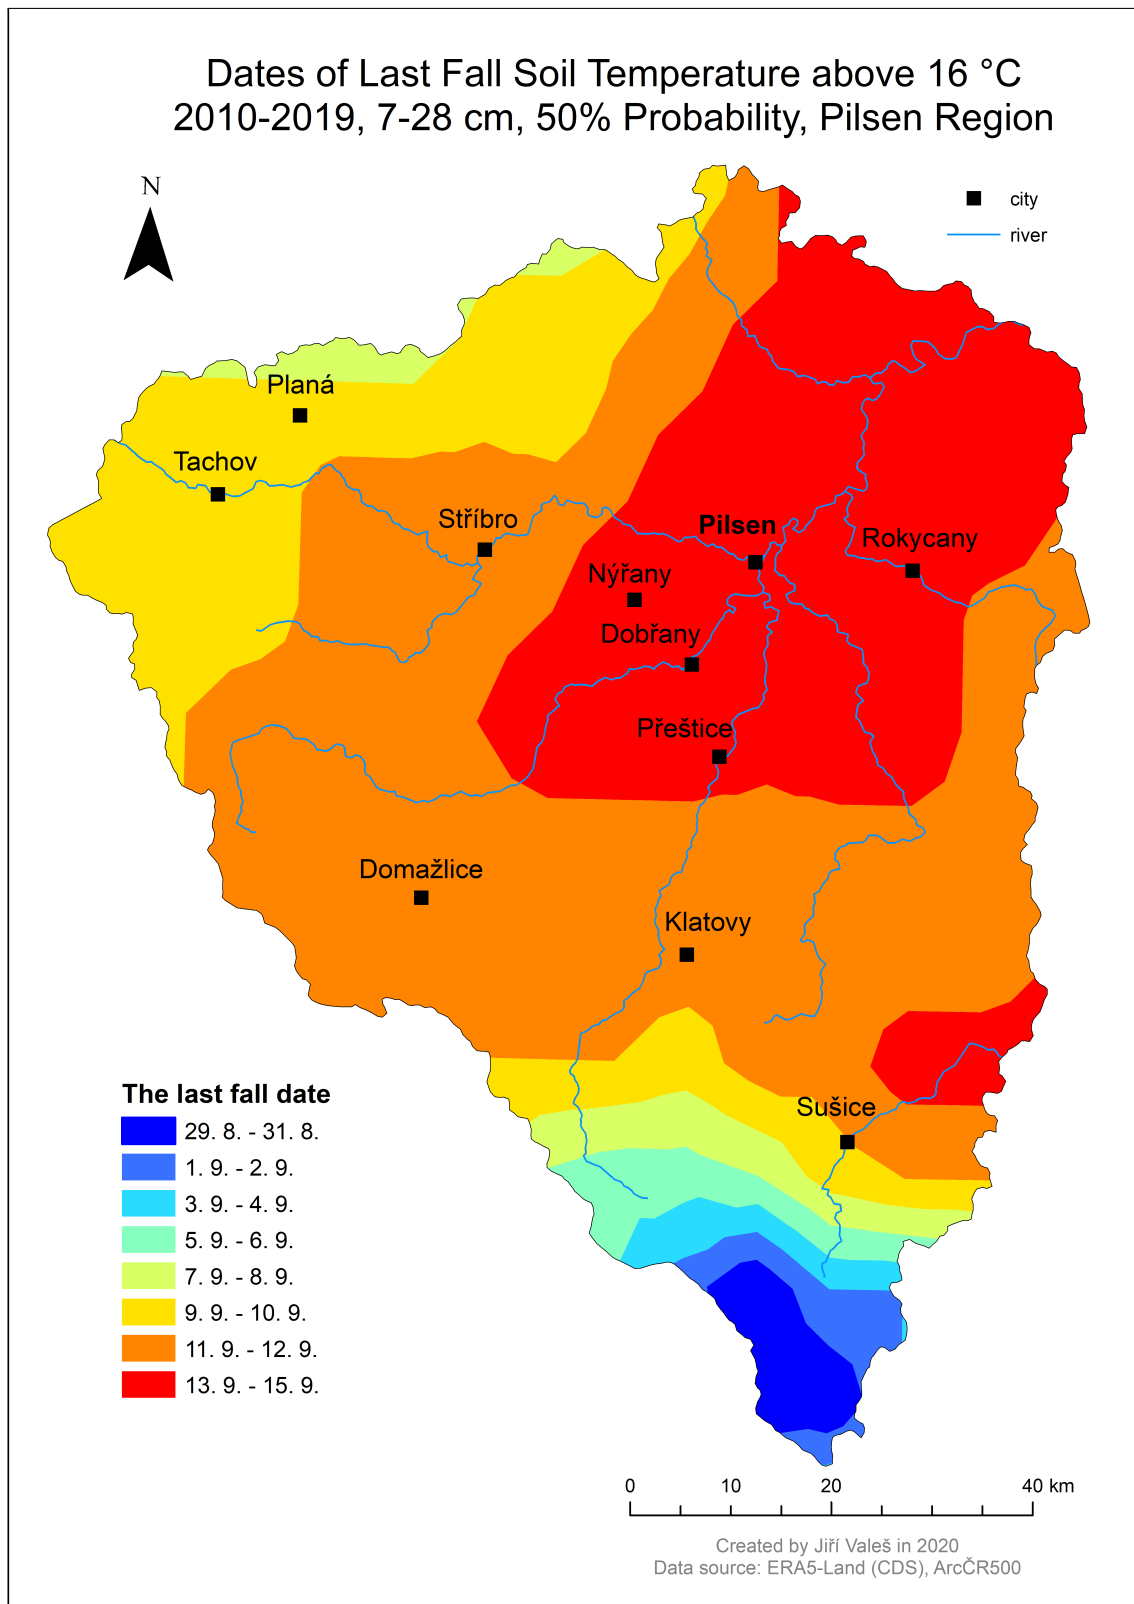 Dates of Last Fall Soil Temperature above 16 °C
2010-2019, 7-28 cm, 50% Probability, Pilsen Region
N
city
river
Planá
Tachov
Stříbro
Pilsen
Rokycany
Nýřany
Dobřany
Přeštice
Domažlice
Klatovy
Sušice
The last fall date
29. 8. - 31. 8.
1. 9. - 2. 9.
3. 9. - 4. 9.
5. 9. - 6. 9.
7. 9. - 8. 9.
9. 9. - 10. 9.
11. 9. - 12. 9.
13. 9. - 15. 9.
0 10 20 40 km
Created by Jiří Valeš in 2020
Data source: ERA5-Land (CDS), ArcČR500